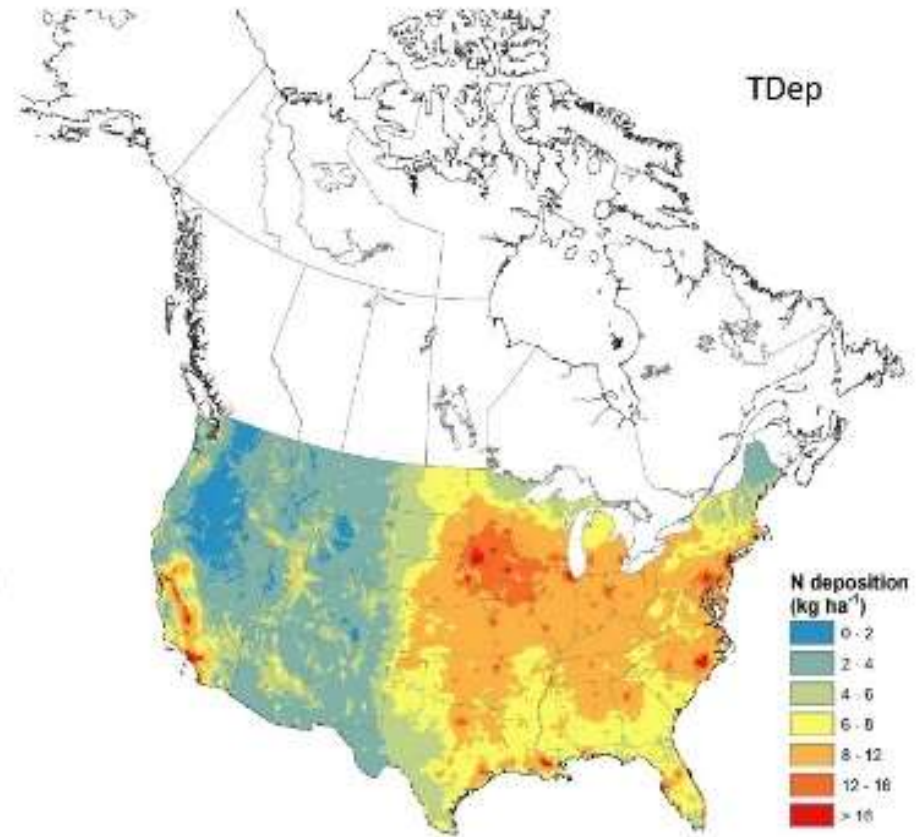 TDep
N deposition
(kg ha⁻¹)
0 - 2
2 - 4
4 - 6
6 - 8
8 - 12
12 - 16
> 16